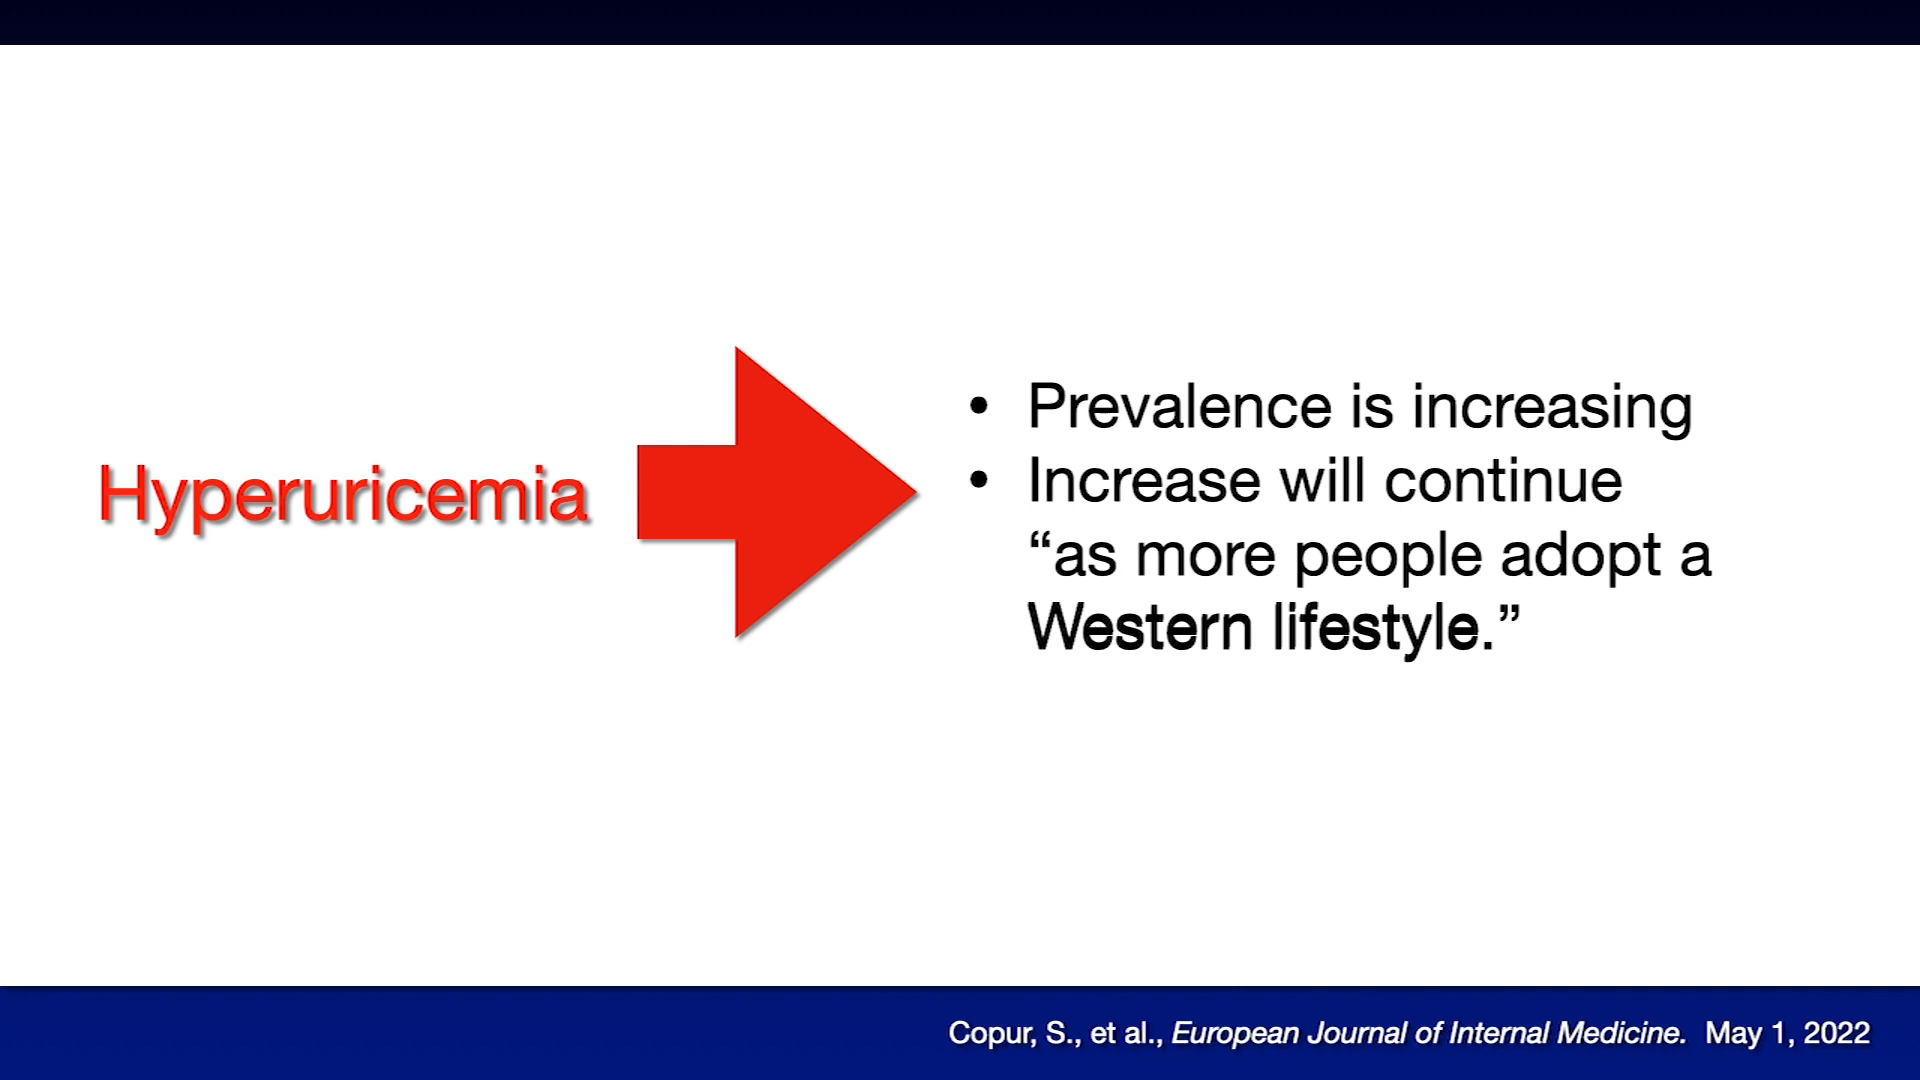 Hyperuricemia
• Prevalence is increasing
• Increase will continue
“as more people adopt a
Western lifestyle.”
Copur, S., et al., European Journal of Internal Medicine. May 1, 2022